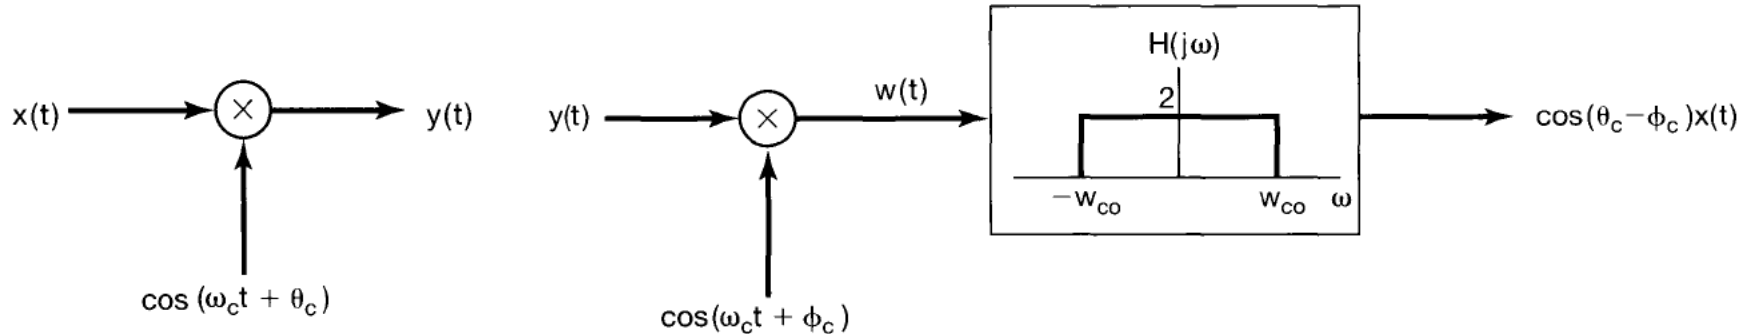 x(t)
×
y(t)
cos (ω_c t + θ_c)
y(t)
×
w(t)
cos(ω_c t + ϕ_c)
H(jω)
2
−w_co
w_co
ω
cos(θ_c−ϕ_c)x(t)